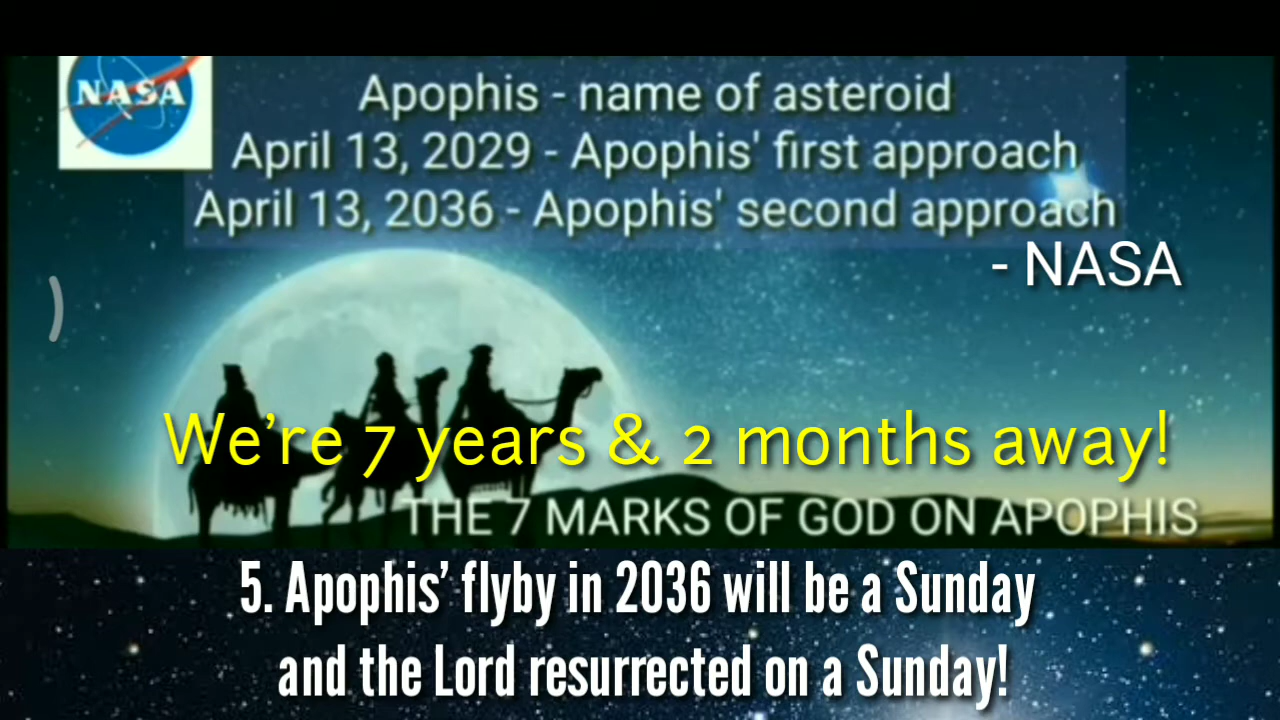 NASA
Apophis - name of asteroid
April 13, 2029 - Apophis' first approach
April 13, 2036 - Apophis' second approach
- NASA
We're 7 years & 2 months away!
THE 7 MARKS OF GOD ON APOPHIS
5. Apophis' flyby in 2036 will be a Sunday
and the Lord resurrected on a Sunday!